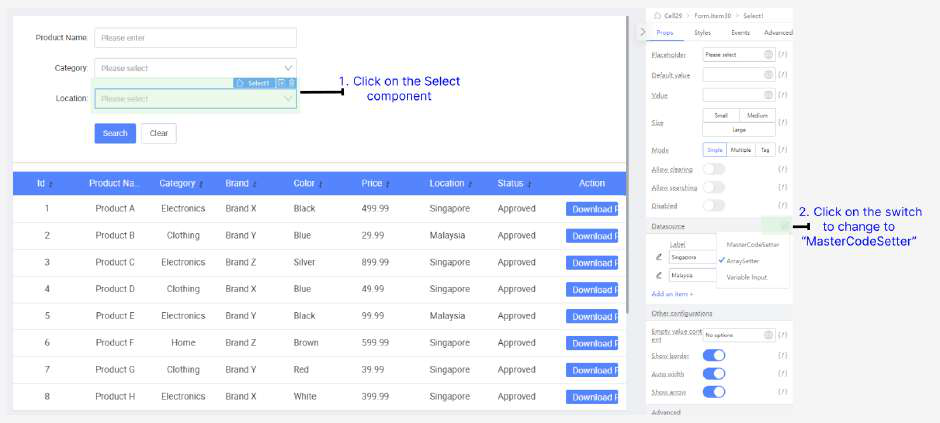 Cell29 > Form.Item30 > Select1
Props Styles Events Advanced
Product Name: Please enter
Category: Please select
Select1
Location: Please select
Search Clear
1. Click on the Select
component
Placeholder Please select
Default value
Value
Size Small Medium
Large
Mode Single Multiple Tag
Allow clearing
Allow searching
Disabled
Datasource
Label
Singapore
Malaysia
MasterCodeSetter
ArraySetter
Variable Input
Add an item +
Other configurations
Empty value cont
ent
No options
Show border
Auto width
Show arrow
Advanced
2. Click on the switch
to change to
“MasterCodeSetter”
Id Product Na... Category Brand Color Price Location Status Action
1 Product A Electronics Brand X Black 499.99 Singapore Approved Download F
2 Product B Clothing Brand Y Blue 29.99 Malaysia Approved Download F
3 Product C Electronics Brand Z Silver 899.99 Singapore Approved Download F
4 Product D Clothing Brand X Blue 49.99 Singapore Approved Download F
5 Product E Electronics Brand Y Black 99.99 Malaysia Approved Download F
6 Product F Home Brand Z Brown 599.99 Singapore Approved Download F
7 Product G Clothing Brand Y Red 39.99 Singapore Approved Download F
8 Product H Electronics Brand X White 399.99 Singapore Approved Download F